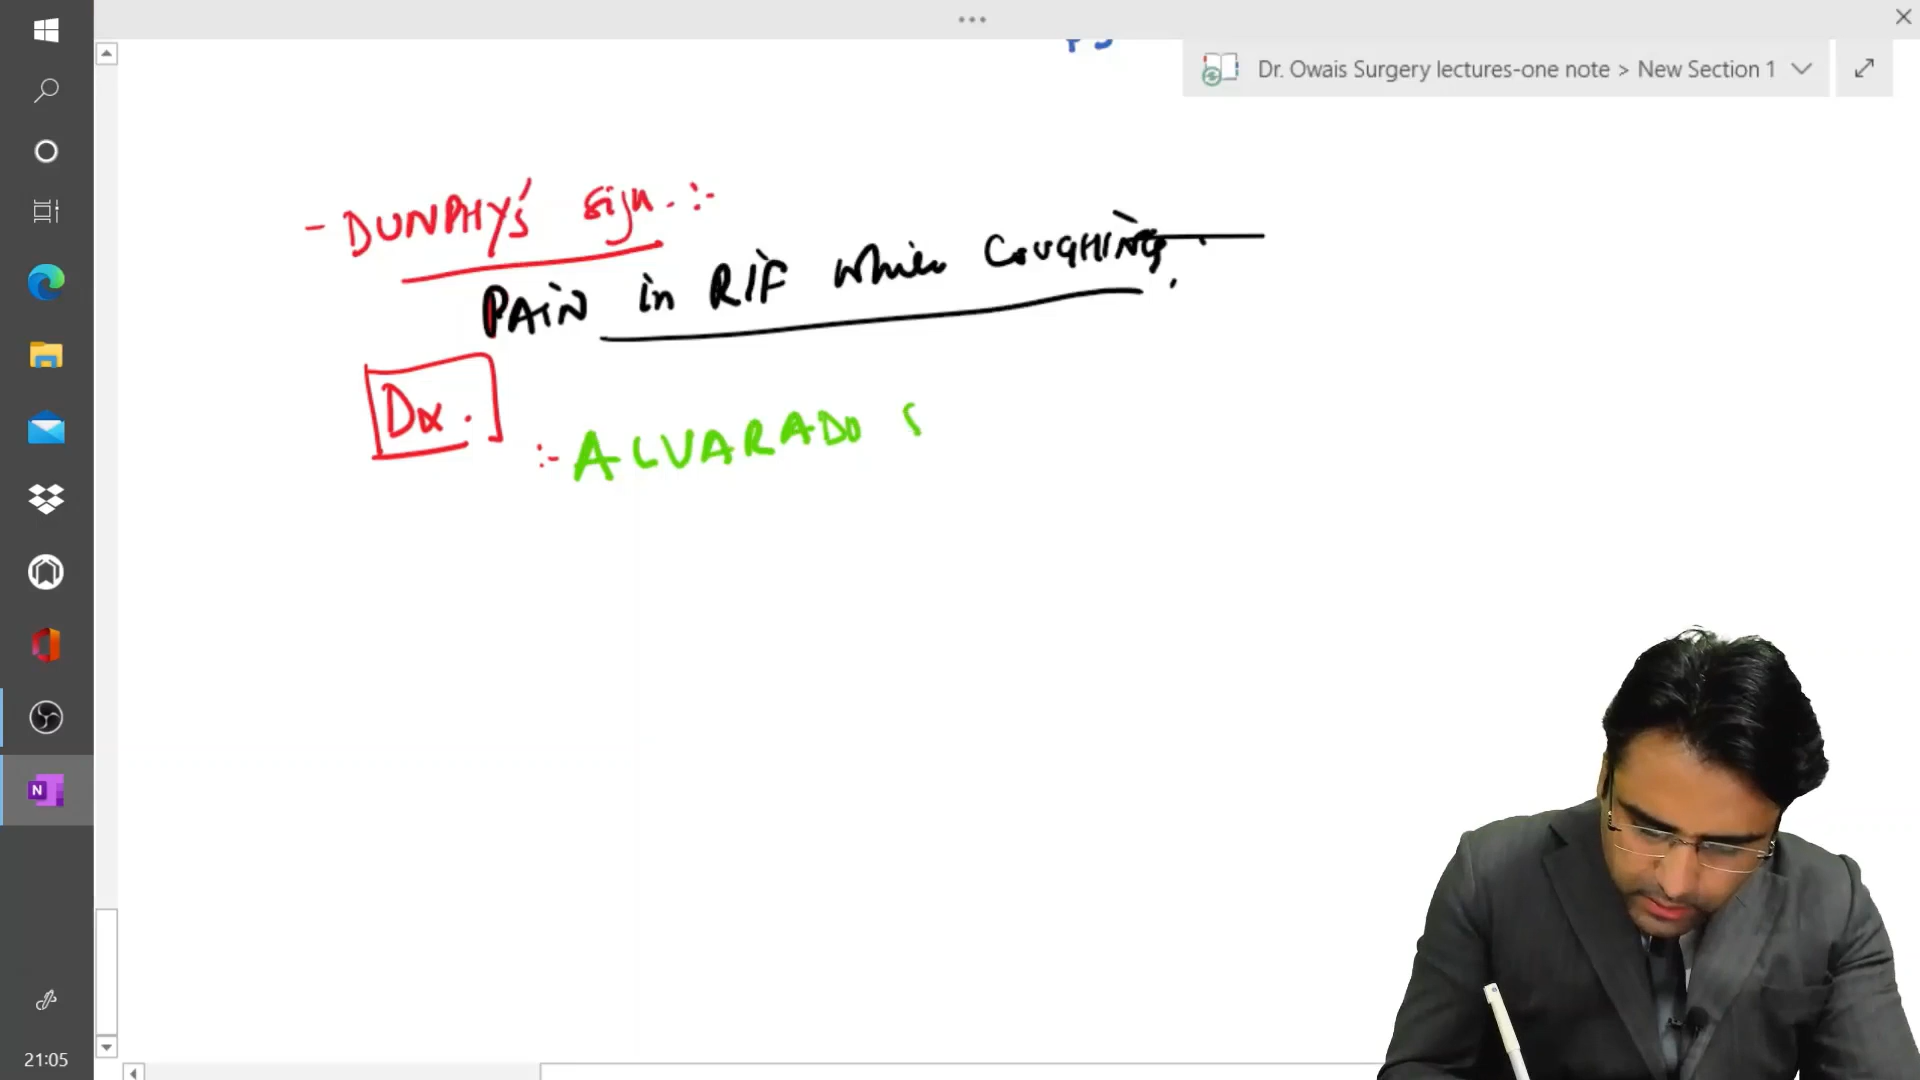 Dr. Owais Surgery lectures-one note > New Section 1
- DUNPHY's sign. :-
PAIN in RIF while COUGHING.
Dx.
:- ALVARADO S
N
21:05